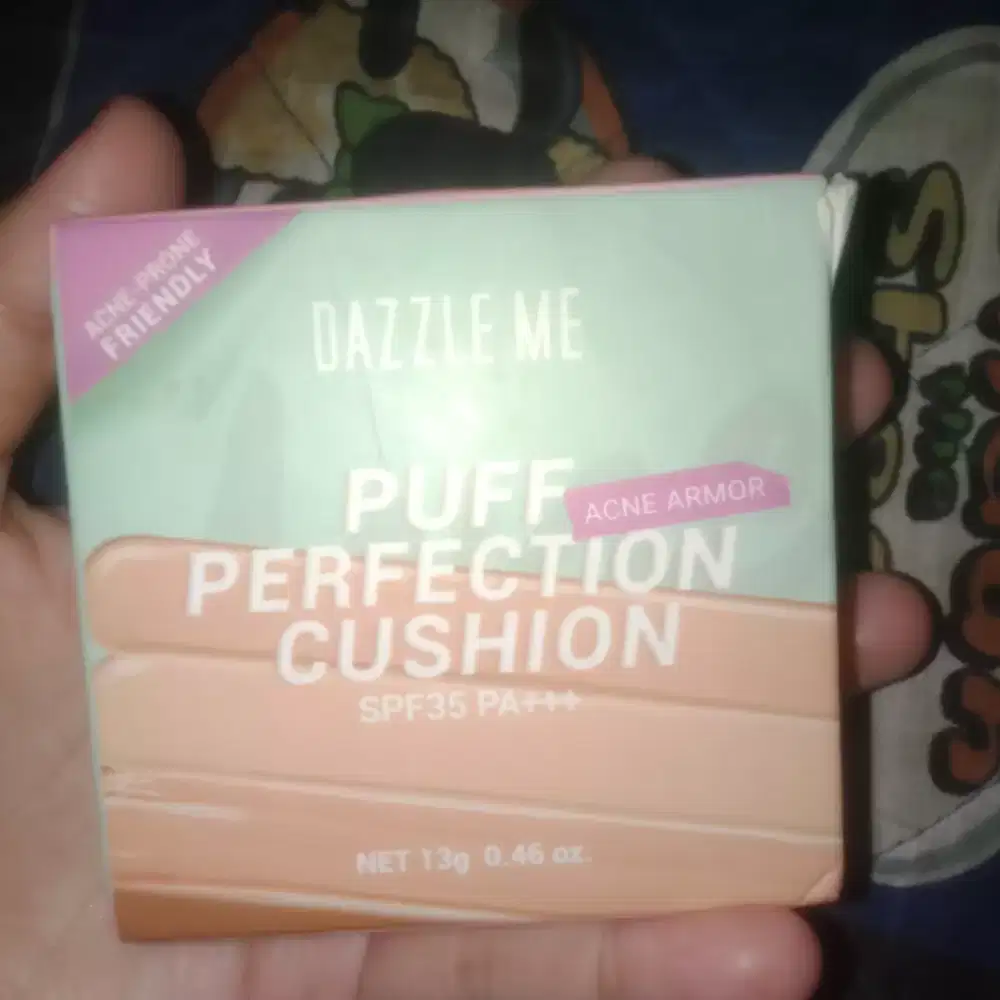 ACNE-PRONE
FRIENDLY
DAZZLE ME
PUFF
ACNE ARMOR
PERFECTION
CUSHION
SPF35 PA+++
NET 13g 0.46 oz.